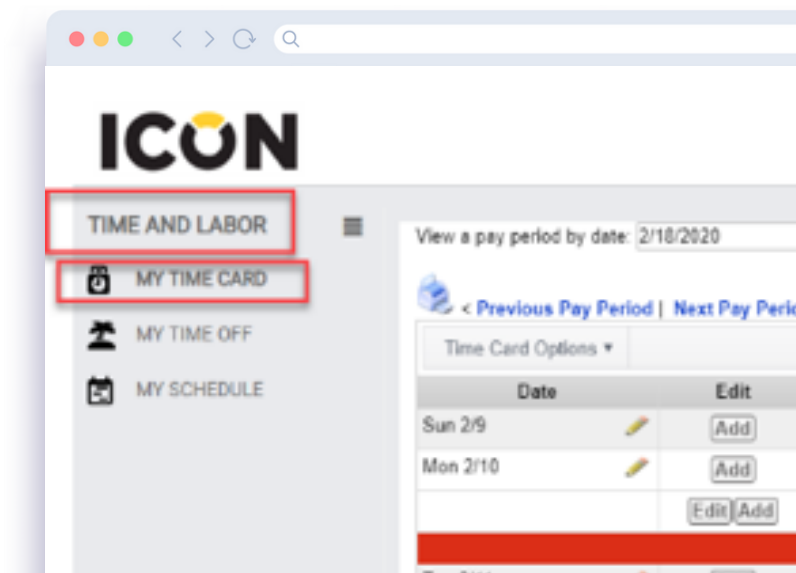 ICON
TIME AND LABOR
MY TIME CARD
MY TIME OFF
MY SCHEDULE
View a pay period by date: 2/18/2020
< Previous Pay Period | Next Pay
Time Card Options ▾
Date Edit
Sun 2/9 Add
Mon 2/10 Add
Edit Add